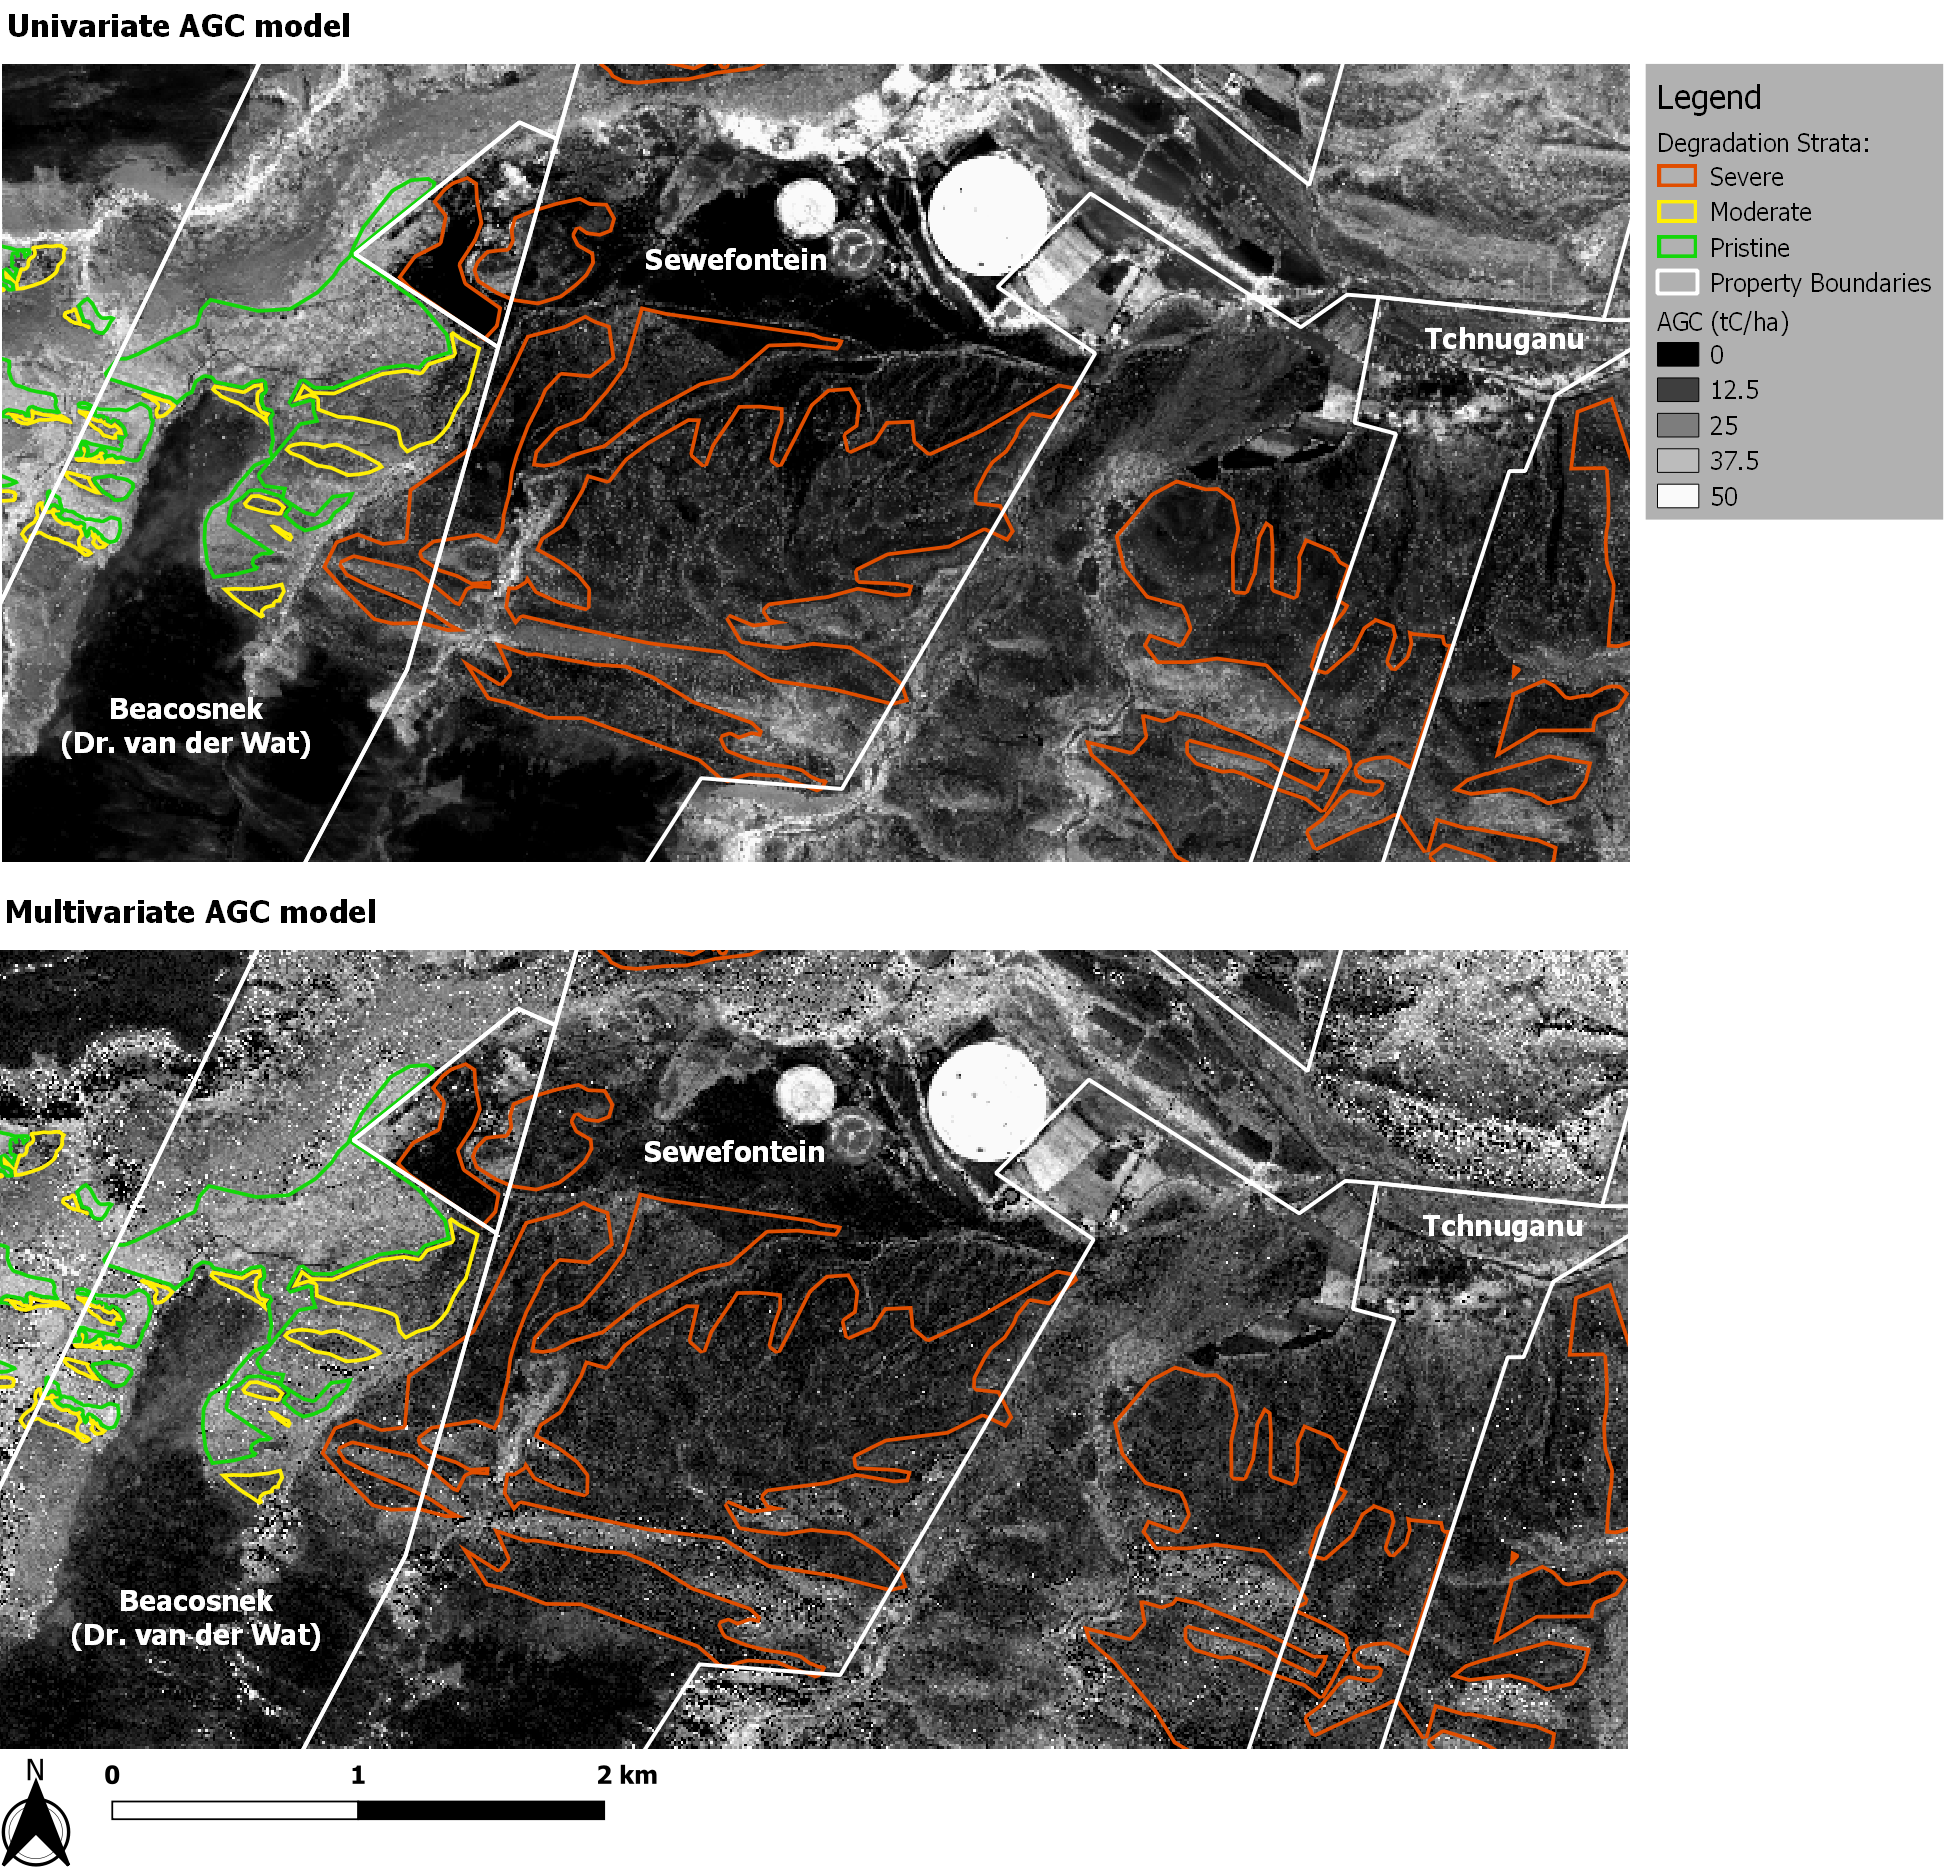 Univariate AGC model
Legend
Degradation Strata:
Severe
Moderate
Pristine
Property Boundaries
AGC (tC/ha)
0
12.5
25
37.5
50
Sewefontein
Tchnuganu
Beacosnek
(Dr. van der Wat)
Multivariate AGC model
Sewefontein
Tchnuganu
Beacosnek
(Dr. van der Wat)
N
0 1 2 km